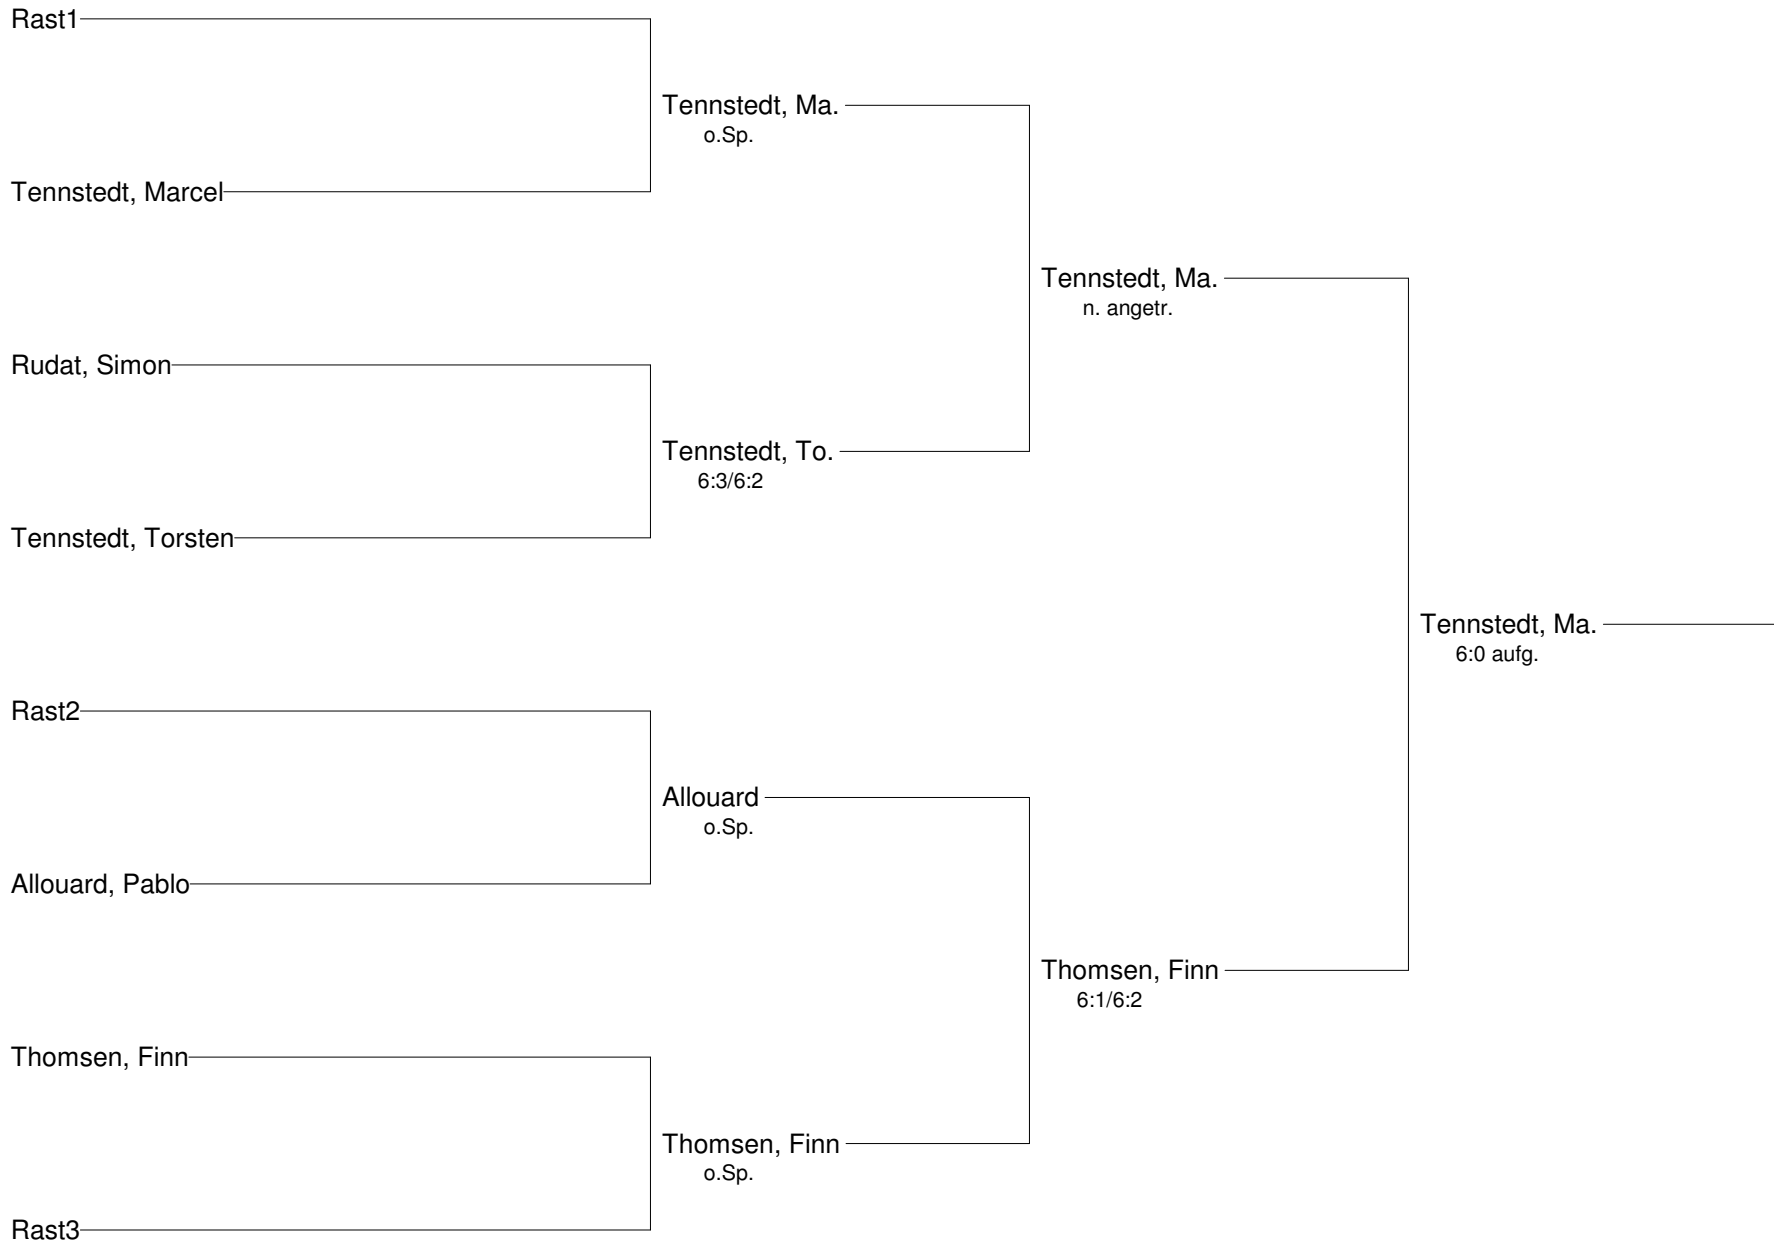 Rast1
Tennstedt, Ma.
o.Sp.
Tennstedt, Marcel
Tennstedt, Ma.
n. angetr.
Rudat, Simon
Tennstedt, To.
6:3/6:2
Tennstedt, Torsten
Tennstedt, Ma.
6:0 aufg.
Rast2
Allouard
o.Sp.
Allouard, Pablo
Thomsen, Finn
6:1/6:2
Thomsen, Finn
Thomsen, Finn
o.Sp.
Rast3